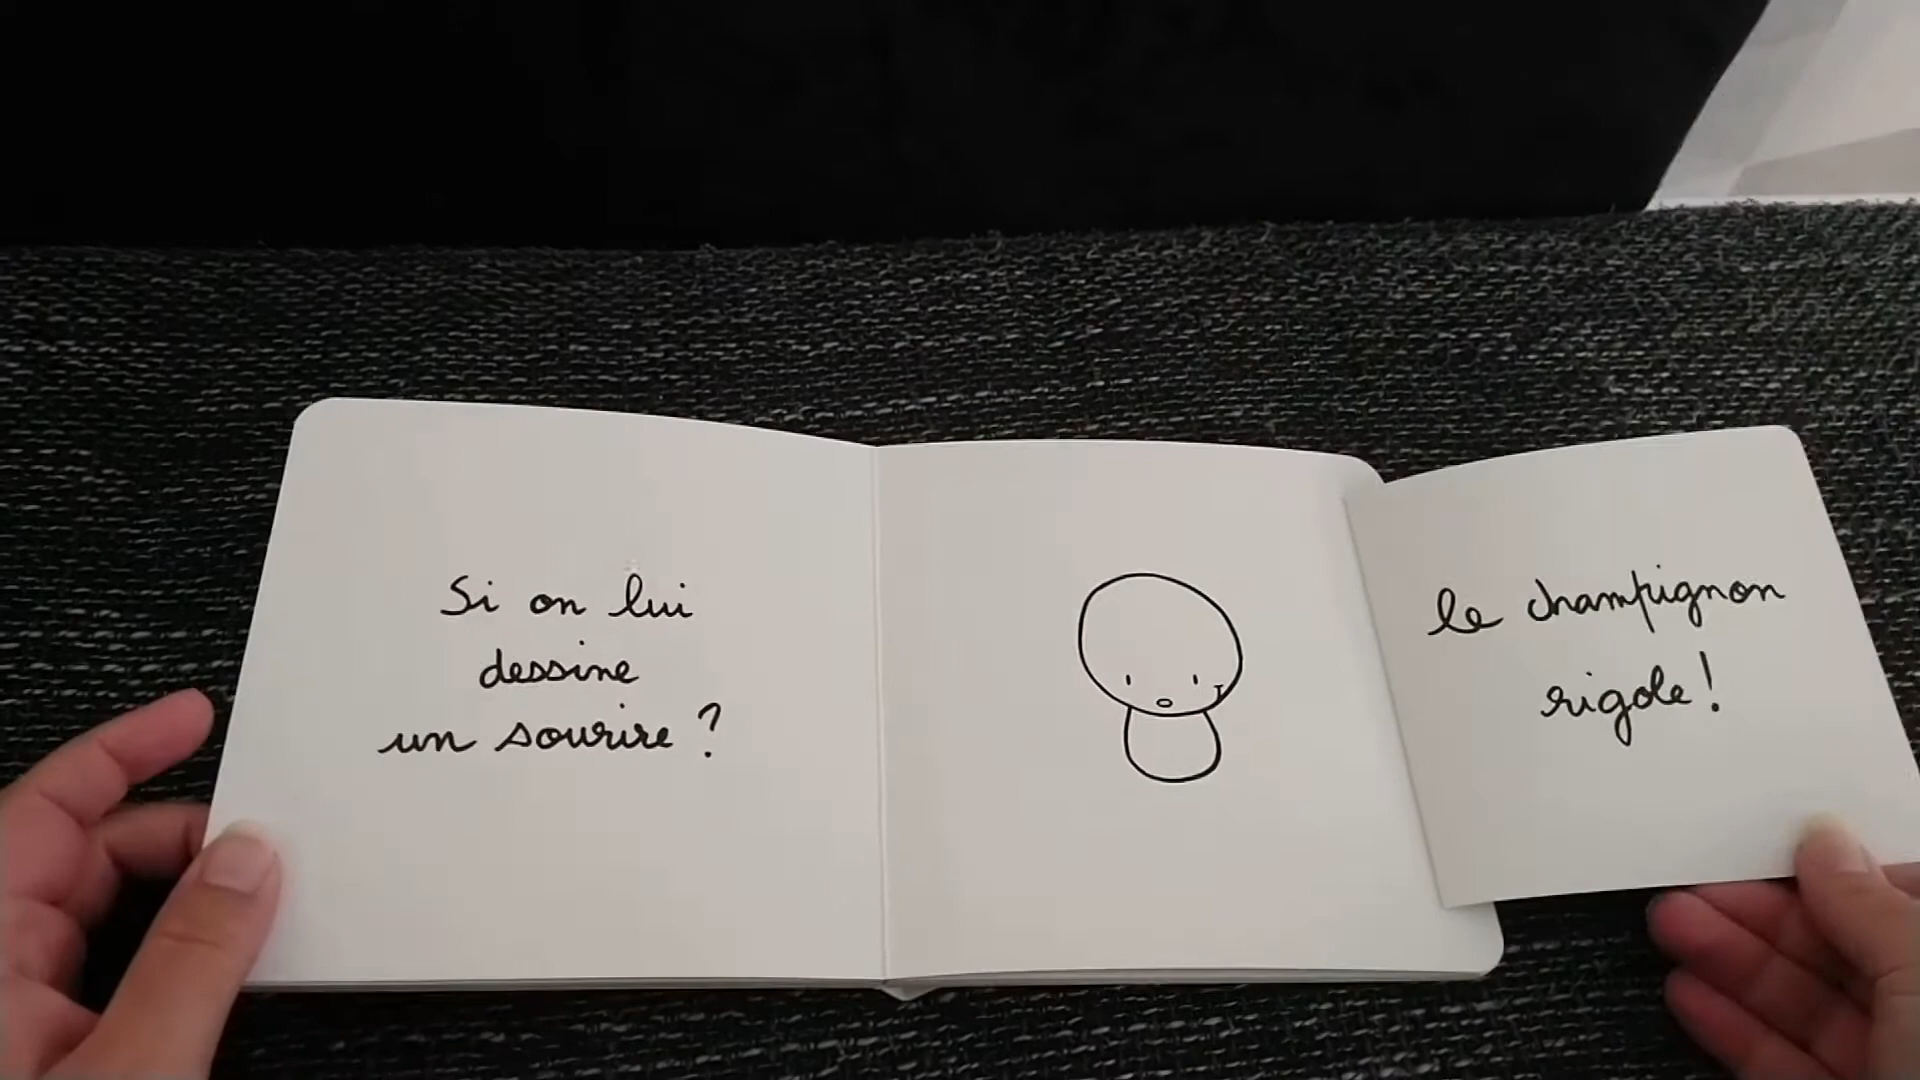 Si on lui
dessine
un sourire ?
le champignon
rigole !